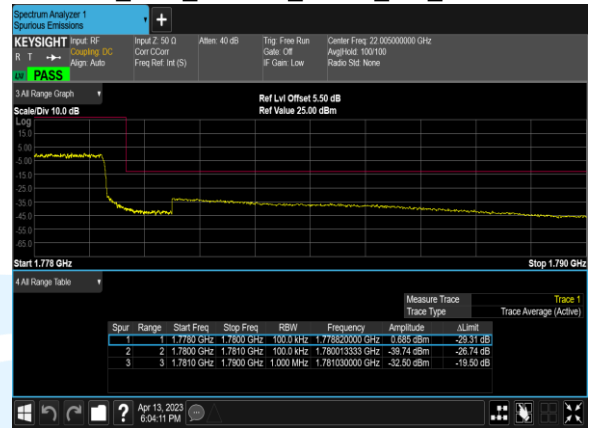 Spectrum Analyzer 1
Spurious Emissions
KEYSIGHT
R T
LXI PASS
Input: RF
Coupling: DC
Align: Auto
Input Z: 50 Ω
Corr CCorr
Freq Ref: Int (S)
Atten: 40 dB
Trig: Free Run
Gate: Off
IF Gain: Low
Center Freq: 22.005000000 GHz
Avg|Hold: 100/100
Radio Std: None
3 All Range Graph
Ref Lvl Offset 5.50 dB
Scale/Div 10.0 dB
Ref Value 25.00 dBm
Log
15.0
5.00
-5.00
-15.0
-25.0
-35.0
-45.0
-55.0
-65.0
Start 1.778 GHz
Stop 1.790 GHz
4 All Range Table
Measure Trace Trace 1
Trace Type Trace Average (Active)
Spur Range Start Freq Stop Freq RBW Frequency Amplitude ΔLimit
1 1 1.7780 GHz 1.7800 GHz 100.0 kHz 1.778820000 GHz 0.685 dBm -29.31 dB
2 2 1.7800 GHz 1.7810 GHz 100.0 kHz 1.780013333 GHz -39.74 dBm -26.74 dB
3 3 1.7810 GHz 1.7900 GHz 1.000 MHz 1.781030000 GHz -32.50 dBm -19.50 dB
Apr 13, 2023
6:04:11 PM